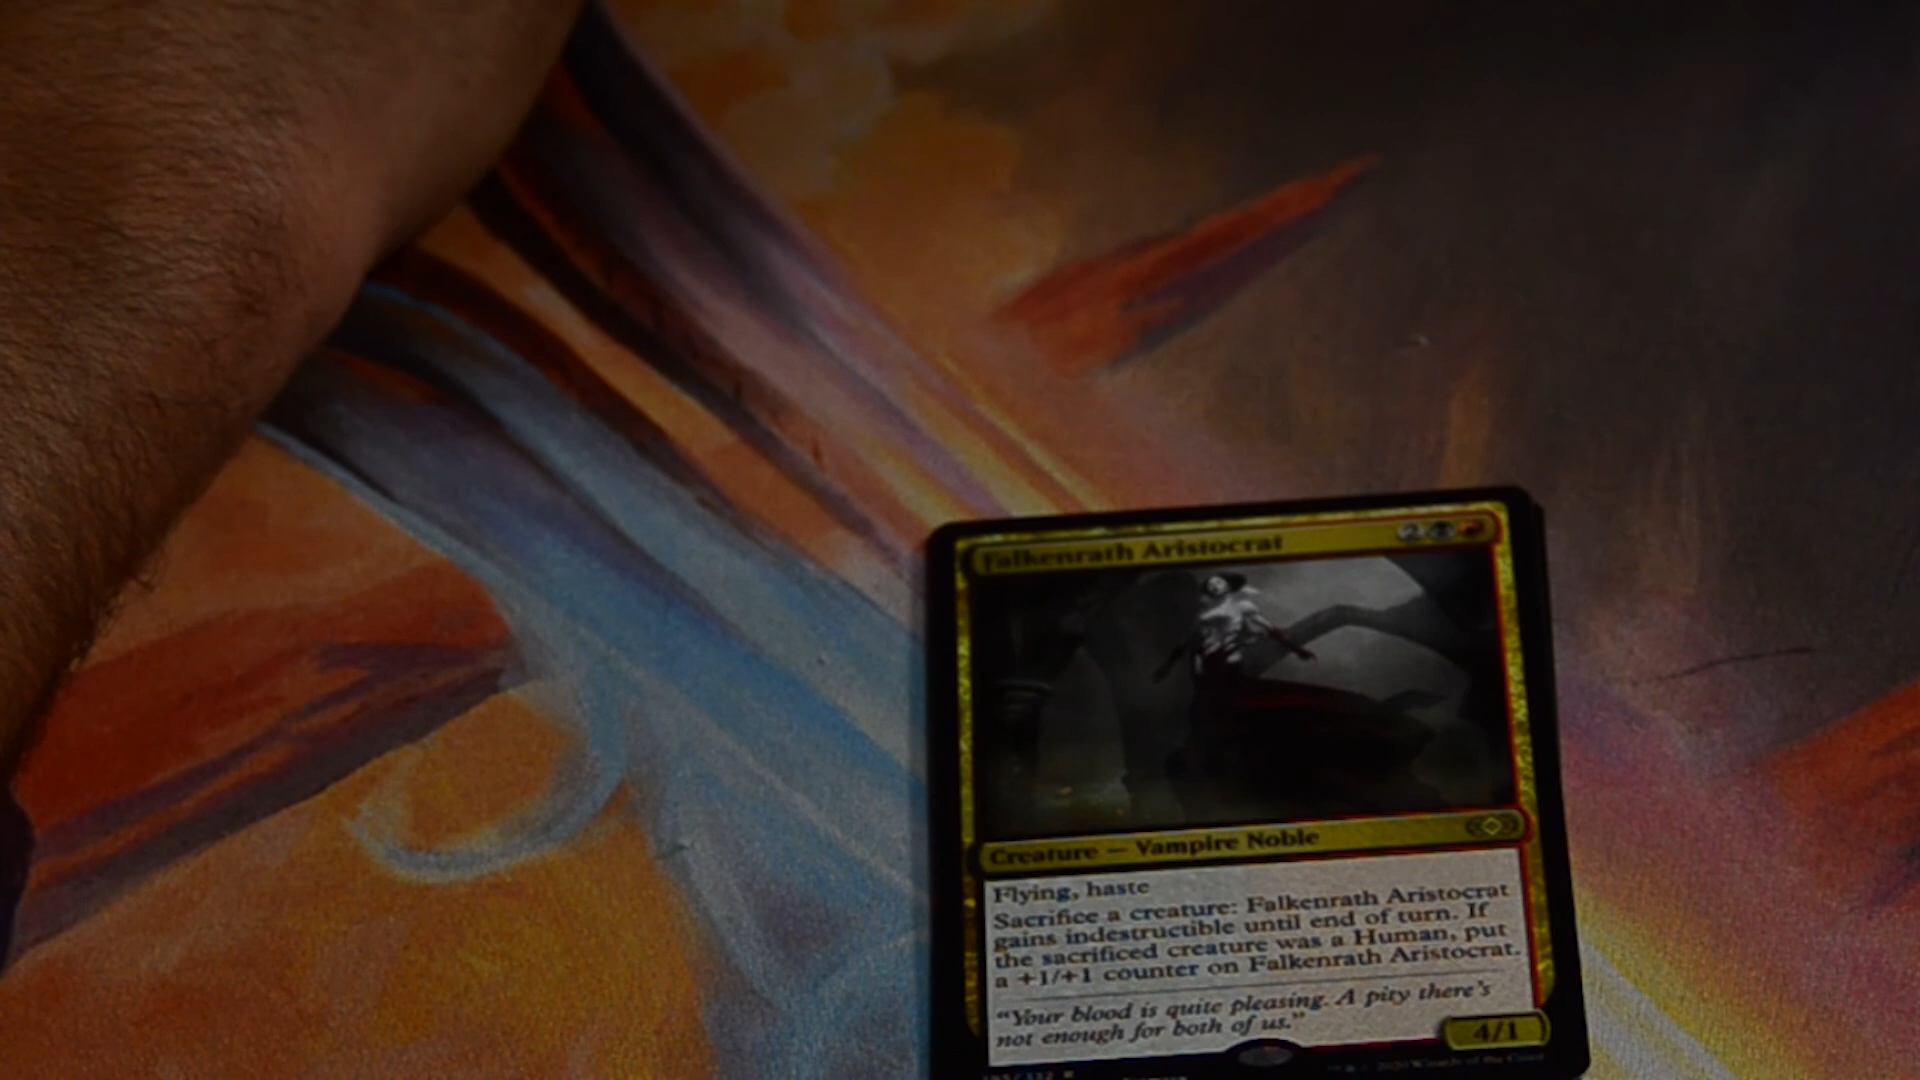 Falkenrath Aristocrat
Creature — Vampire Noble
Flying, haste
Sacrifice a creature: Falkenrath Aristocrat
gains indestructible until end of turn. If
the sacrificed creature was a Human, put
a +1/+1 counter on Falkenrath Aristocrat.
“Your blood is quite pleasing. A pity there’s
not enough for both of us.”
4/1